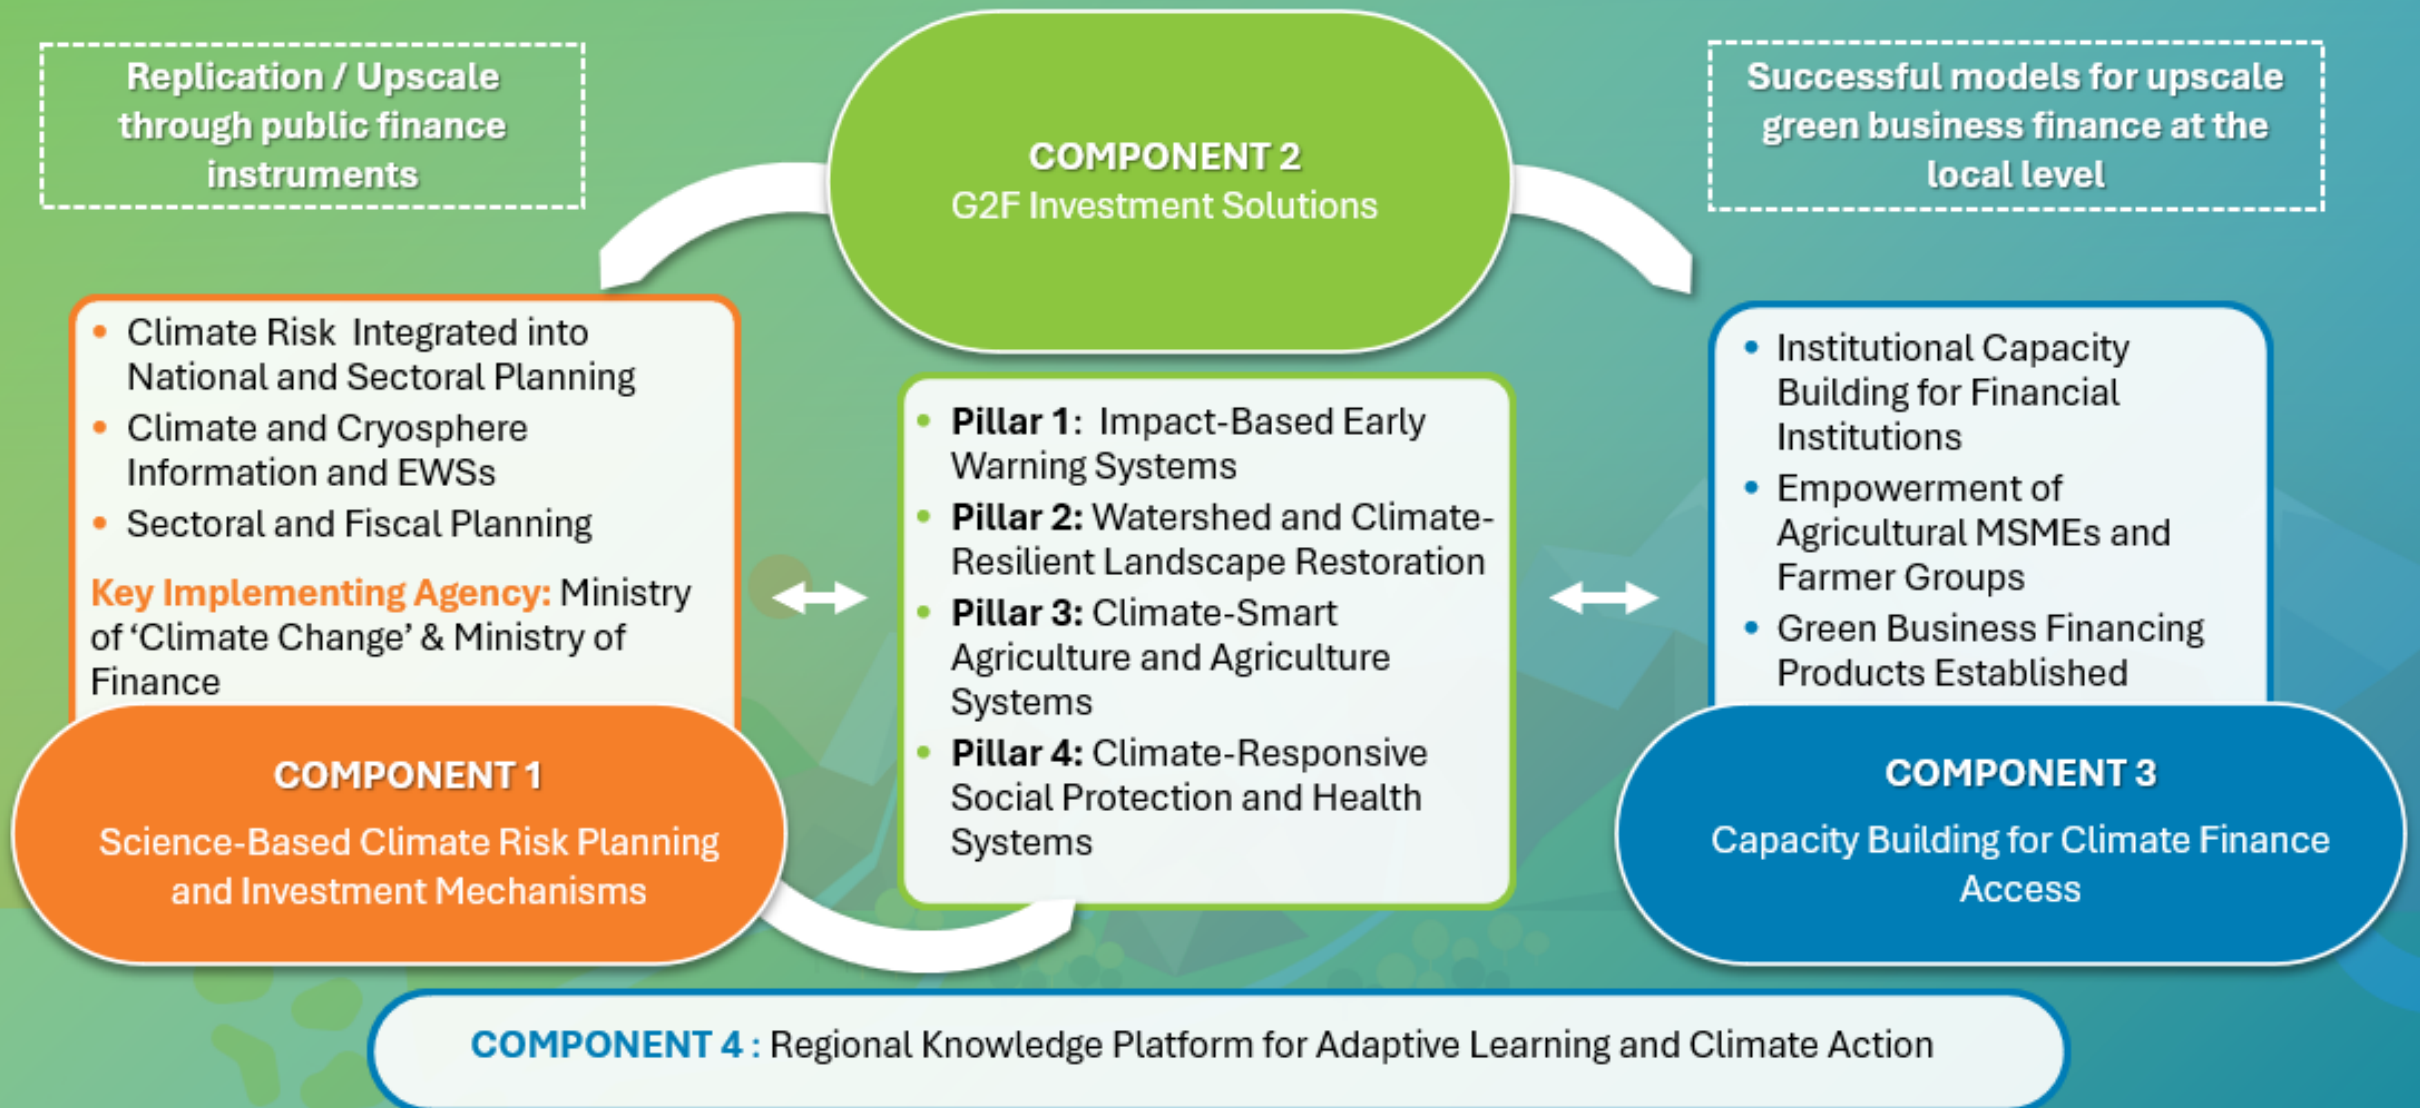 Replication / Upscale
through public finance
instruments
COMPONENT 2
G2F Investment Solutions
Successful models for upscale
green business finance at the
local level
• Climate Risk  Integrated into
National and Sectoral Planning
• Climate and Cryosphere
Information and EWSs
• Sectoral and Fiscal Planning
Key Implementing Agency: Ministry
of ‘Climate Change’ & Ministry of
Finance
COMPONENT 1
Science-Based Climate Risk Planning
and Investment Mechanisms
• Pillar 1:  Impact-Based Early
Warning Systems
• Pillar 2: Watershed and Climate-
Resilient Landscape Restoration
• Pillar 3: Climate-Smart
Agriculture and Agriculture
Systems
• Pillar 4: Climate-Responsive
Social Protection and Health
Systems
• Institutional Capacity
Building for Financial
Institutions
• Empowerment of
Agricultural MSMEs and
Farmer Groups
• Green Business Financing
Products Established
COMPONENT 3
Capacity Building for Climate Finance
Access
COMPONENT 4 : Regional Knowledge Platform for Adaptive Learning and Climate Action